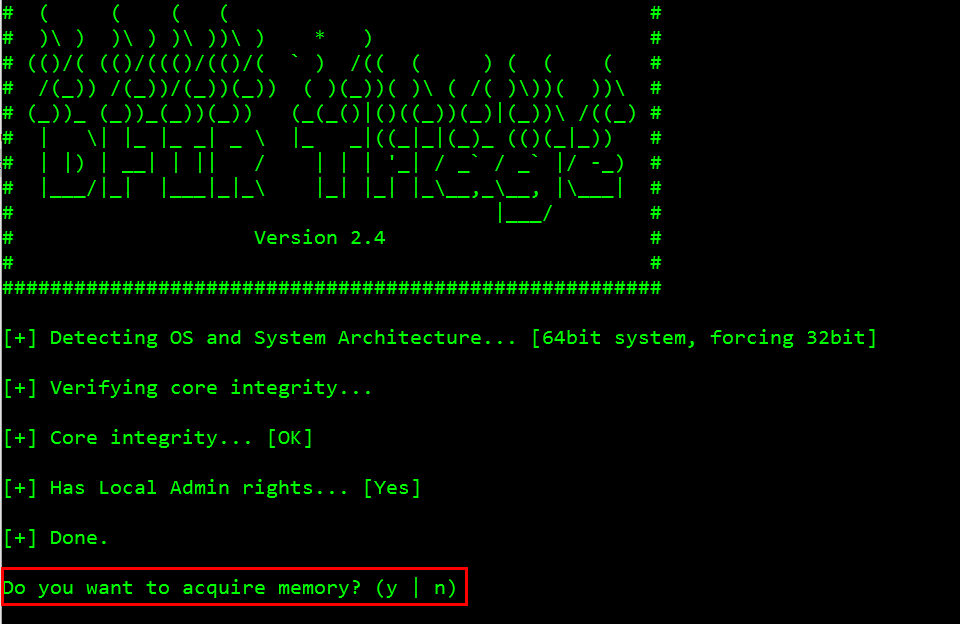 #  (     (    (   (                                   #
#  )\ )  )\ ) )\ ))\ )    *   )                       #
# (()/( (()/((()/(()/(  ` )  /((  (     ) (  (    (   #
#  /(_)) /(_))/(_))(_))  ( )(_))( )\ ( /( )\))(  ))\  #
# (_))_ (_))_(_))(_))   (_(_()|()((_))(_)|(_))\ /((_) #
#  |   \| |_ |_ _| _ \  |_   _|((_|_|(_)_ (()(_|_))   #
#  | |) | __| | ||   /    | | | '_| / _` / _` |/ -_)  #
#  |___/|_|  |___|_|_\    |_| |_| |_\__,_\__, |\___|  #
#                                        |___/        #
#                    Version 2.4                      #
#                                                     #
#######################################################
[+] Detecting OS and System Architecture... [64bit system, forcing 32bit]
[+] Verifying core integrity...
[+] Core integrity... [OK]
[+] Has Local Admin rights... [Yes]
[+] Done.
Do you want to acquire memory? (y | n)